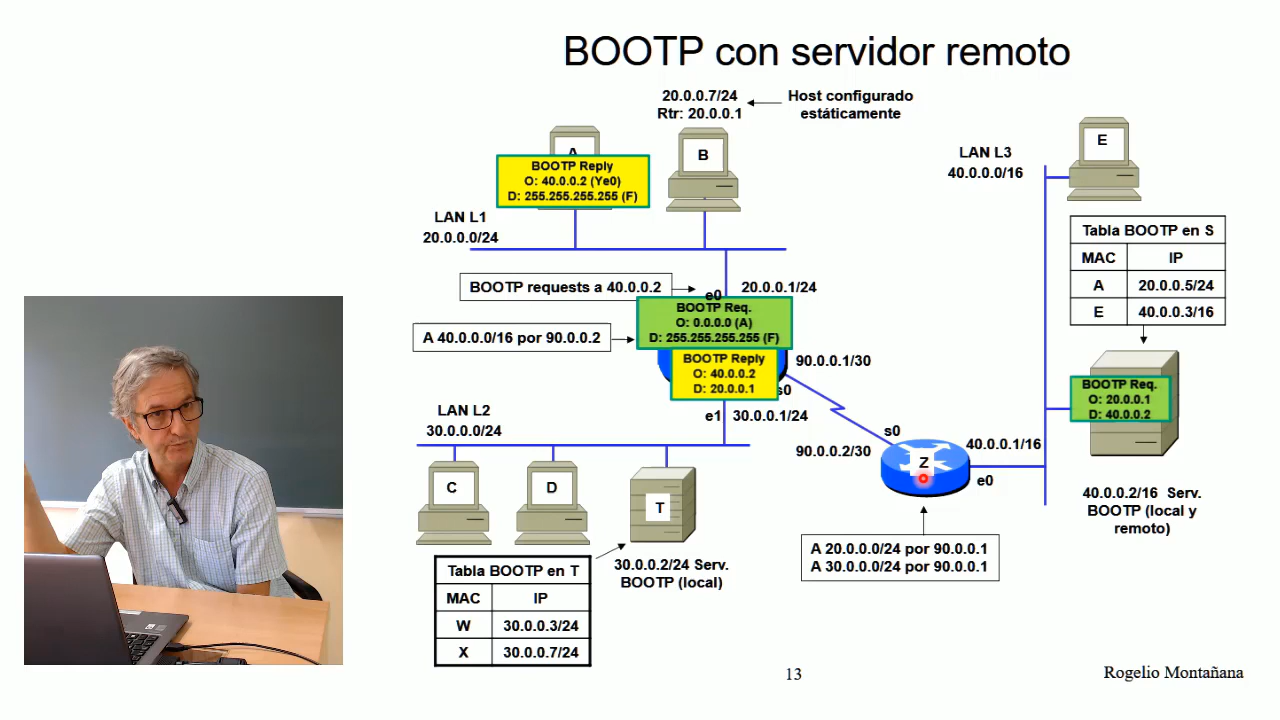 BOOTP con servidor remoto
20.0.0.7/24
Rtr: 20.0.0.1
Host configurado
estáticamente
A
BOOTP Reply
O: 40.0.0.2 (Ye0)
D: 255.255.255.255 (F)
B
LAN L3
40.0.0.0/16
E
LAN L1
20.0.0.0/24
Tabla BOOTP en S
MAC IP
A 20.0.0.5/24
E 40.0.0.3/16
BOOTP requests a 40.0.0.2
e0
20.0.0.1/24
BOOTP Req.
O: 0.0.0.0 (A)
D: 255.255.255.255 (F)
A 40.0.0.0/16 por 90.0.0.2
BOOTP Reply
O: 40.0.0.2
D: 20.0.0.1
90.0.0.1/30
s0
BOOTP Req.
O: 20.0.0.1
D: 40.0.0.2
LAN L2
30.0.0.0/24
e1
30.0.0.1/24
s0
90.0.0.2/30
Z
40.0.0.1/16
e0
C
D
T
40.0.0.2/16 Serv.
BOOTP (local y
remoto)
A 20.0.0.0/24 por 90.0.0.1
A 30.0.0.0/24 por 90.0.0.1
30.0.0.2/24 Serv.
BOOTP (local)
Tabla BOOTP en T
MAC IP
W 30.0.0.3/24
X 30.0.0.7/24
13
Rogelio Montañana